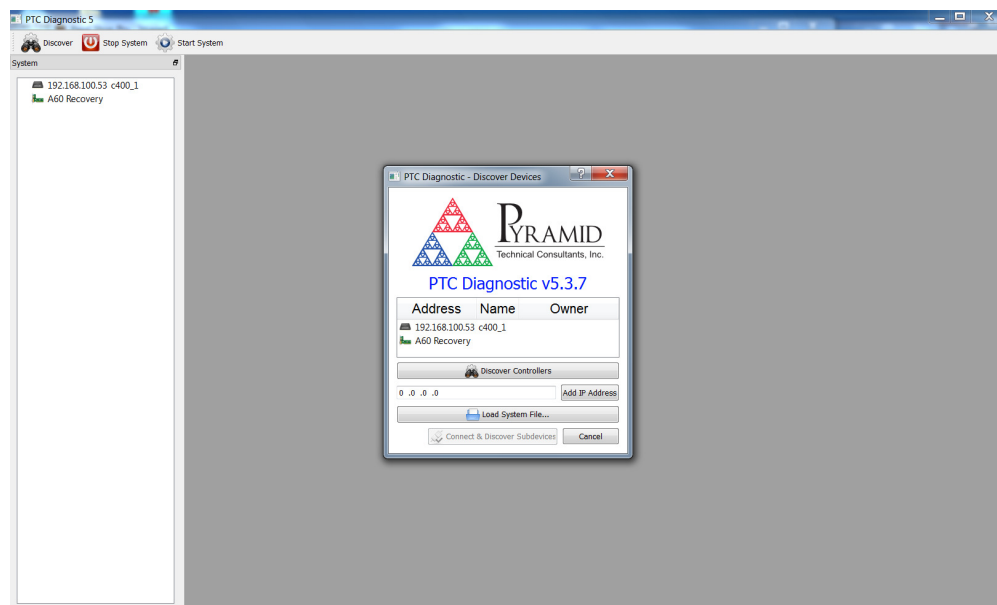 PTC Diagnostic 5
Discover Stop System Start System
System
192.168.100.53 c400_1
A60 Recovery
PTC Diagnostic - Discover Devices
PYRAMID
Technical Consultants, Inc.
PTC Diagnostic v5.3.7
Address Name Owner
192.168.100.53 c400_1
A60 Recovery
Discover Controllers
0 .0 .0 .0 Add IP Address
Load System File...
Connect & Discover Subdevices Cancel